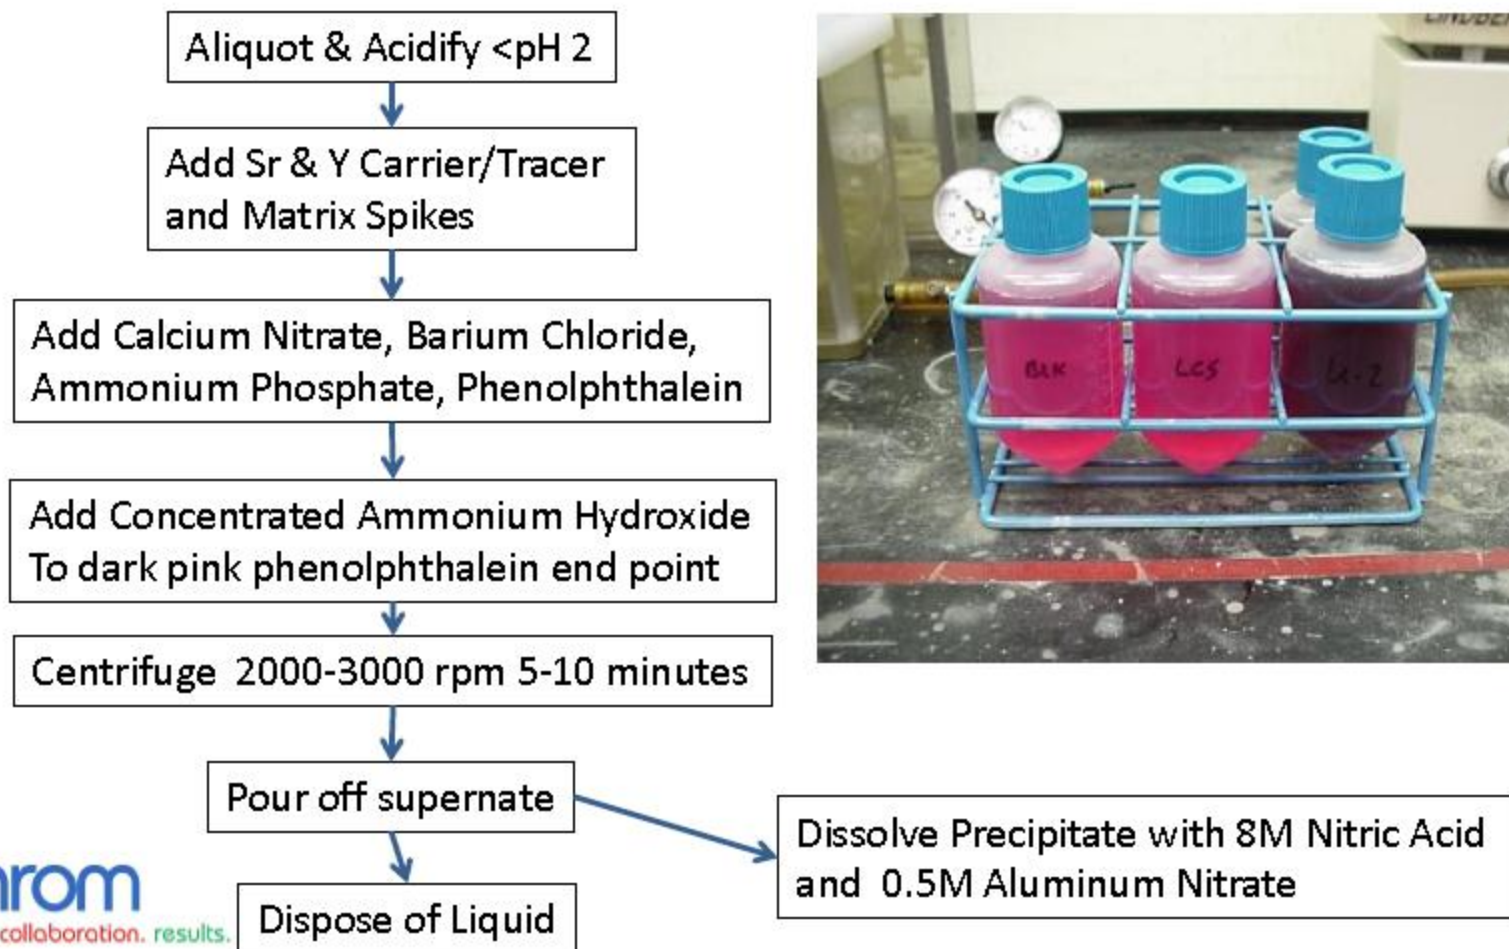 Aliquot & Acidify <pH 2
Add Sr & Y Carrier/Tracer
and Matrix Spikes
Add Calcium Nitrate, Barium Chloride,
Ammonium Phosphate, Phenolphthalein
Add Concentrated Ammonium Hydroxide
To dark pink phenolphthalein end point
Centrifuge 2000-3000 rpm 5-10 minutes
Pour off supernate
Dissolve Precipitate with 8M Nitric Acid
and 0.5M Aluminum Nitrate
Dispose of Liquid
hrom
collaboration. results.
BLK
LCS